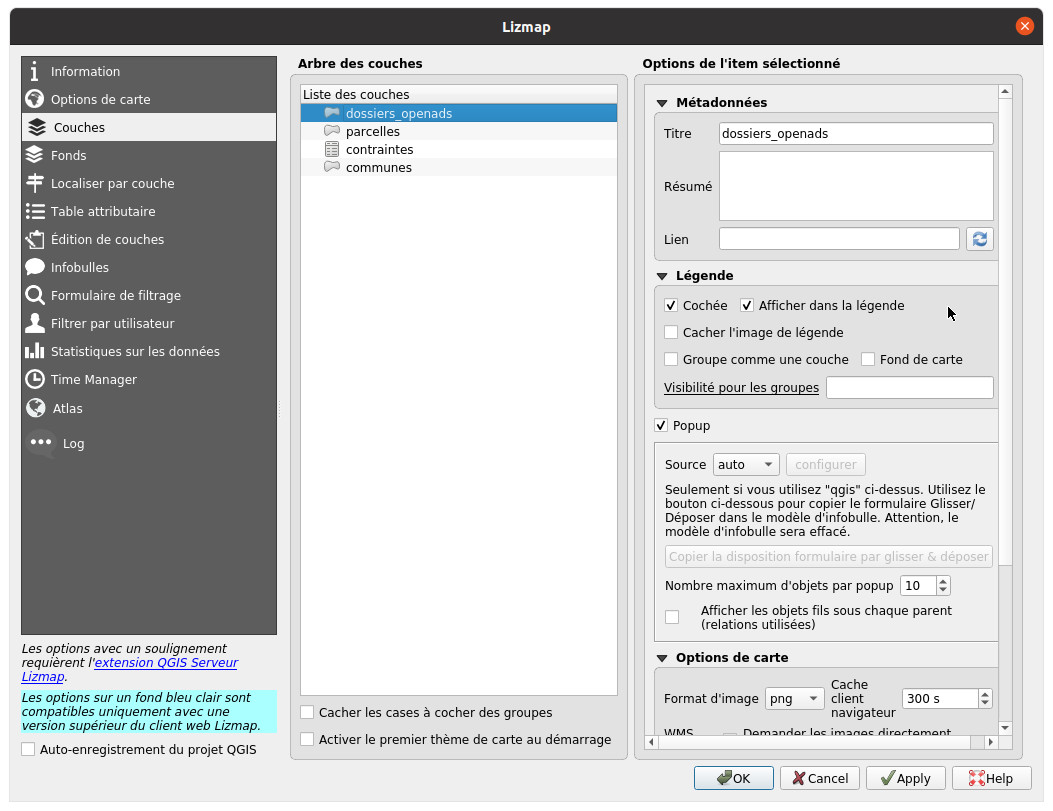 Lizmap
Information
Options de carte
Couches
Fonds
Localiser par couche
Table attributaire
Édition de couches
Infobulles
Formulaire de filtrage
Filtrer par utilisateur
Statistiques sur les données
Time Manager
Atlas
Log
Les options avec un soulignement
requièrent l'extension QGIS Serveur
Lizmap.
Les options sur un fond bleu clair sont
compatibles uniquement avec une
version supérieur du client web Lizmap.
Auto-enregistrement du projet QGIS
Arbre des couches
Liste des couches
dossiers_openads
parcelles
contraintes
communes
Cacher les cases à cocher des groupes
Activer le premier thème de carte au démarrage
Options de l'item sélectionné
Métadonnées
Titre dossiers_openads
Résumé
Lien
Légende
Cochée Afficher dans la légende
Cacher l'image de légende
Groupe comme une couche Fond de carte
Visibilité pour les groupes
Popup
Source auto configurer
Seulement si vous utilisez "qgis" ci-dessus. Utilisez le
bouton ci-dessous pour copier le formulaire Glisser/
Déposer dans le modèle d'infobulle. Attention, le
modèle d'infobulle sera effacé.
Copier la disposition formulaire par glisser & déposer
Nombre maximum d'objets par popup 10
Afficher les objets fils sous chaque parent
(relations utilisées)
Options de carte
Format d'image png Cache
client
navigateur 300 s
WMS Demander les images directement
OK Cancel Apply Help